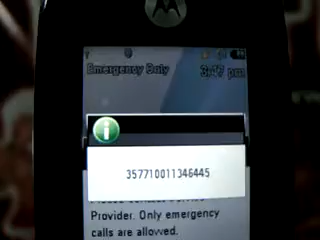 Emergency Only 3:47 pm
357710011346445
Provider. Only emergency
calls are allowed.